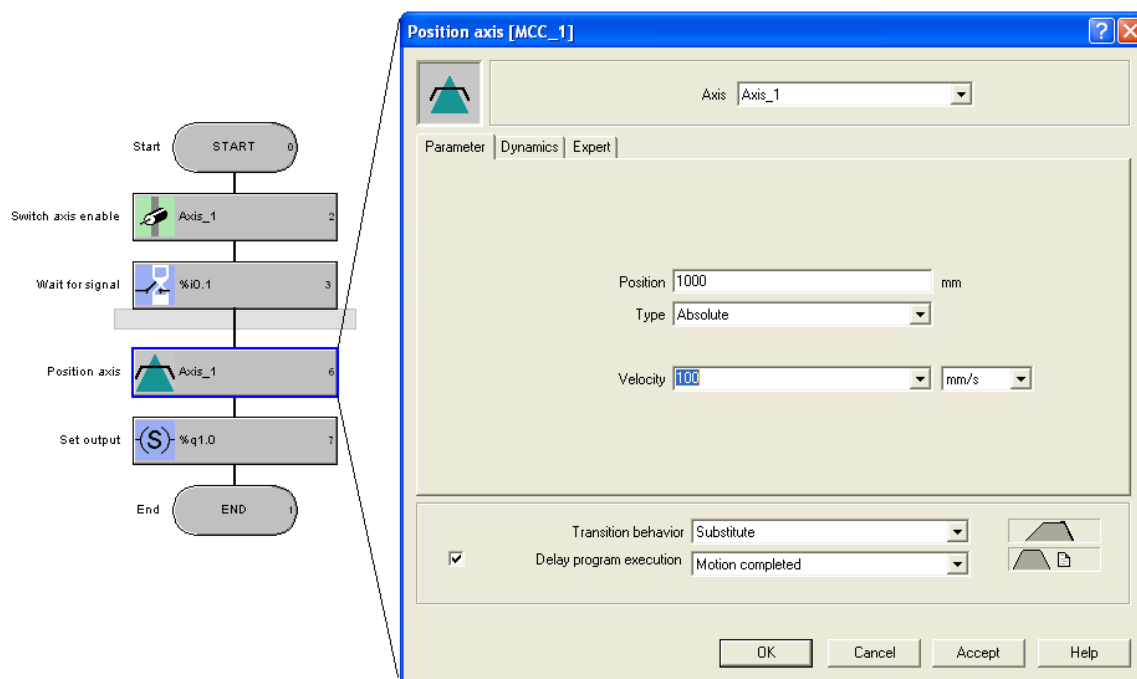 Start START 0
Switch axis enable Axis_1 2
Wait for signal %i0.1 3
Position axis Axis_1 6
Set output (S) %q1.0 7
End END 1
Position axis [MCC_1] ?
Axis Axis_1
Parameter Dynamics Expert
Position 1000 mm
Type Absolute
Velocity 100 mm/s
Transition behavior Substitute
Delay program execution Motion completed
OK Cancel Accept Help